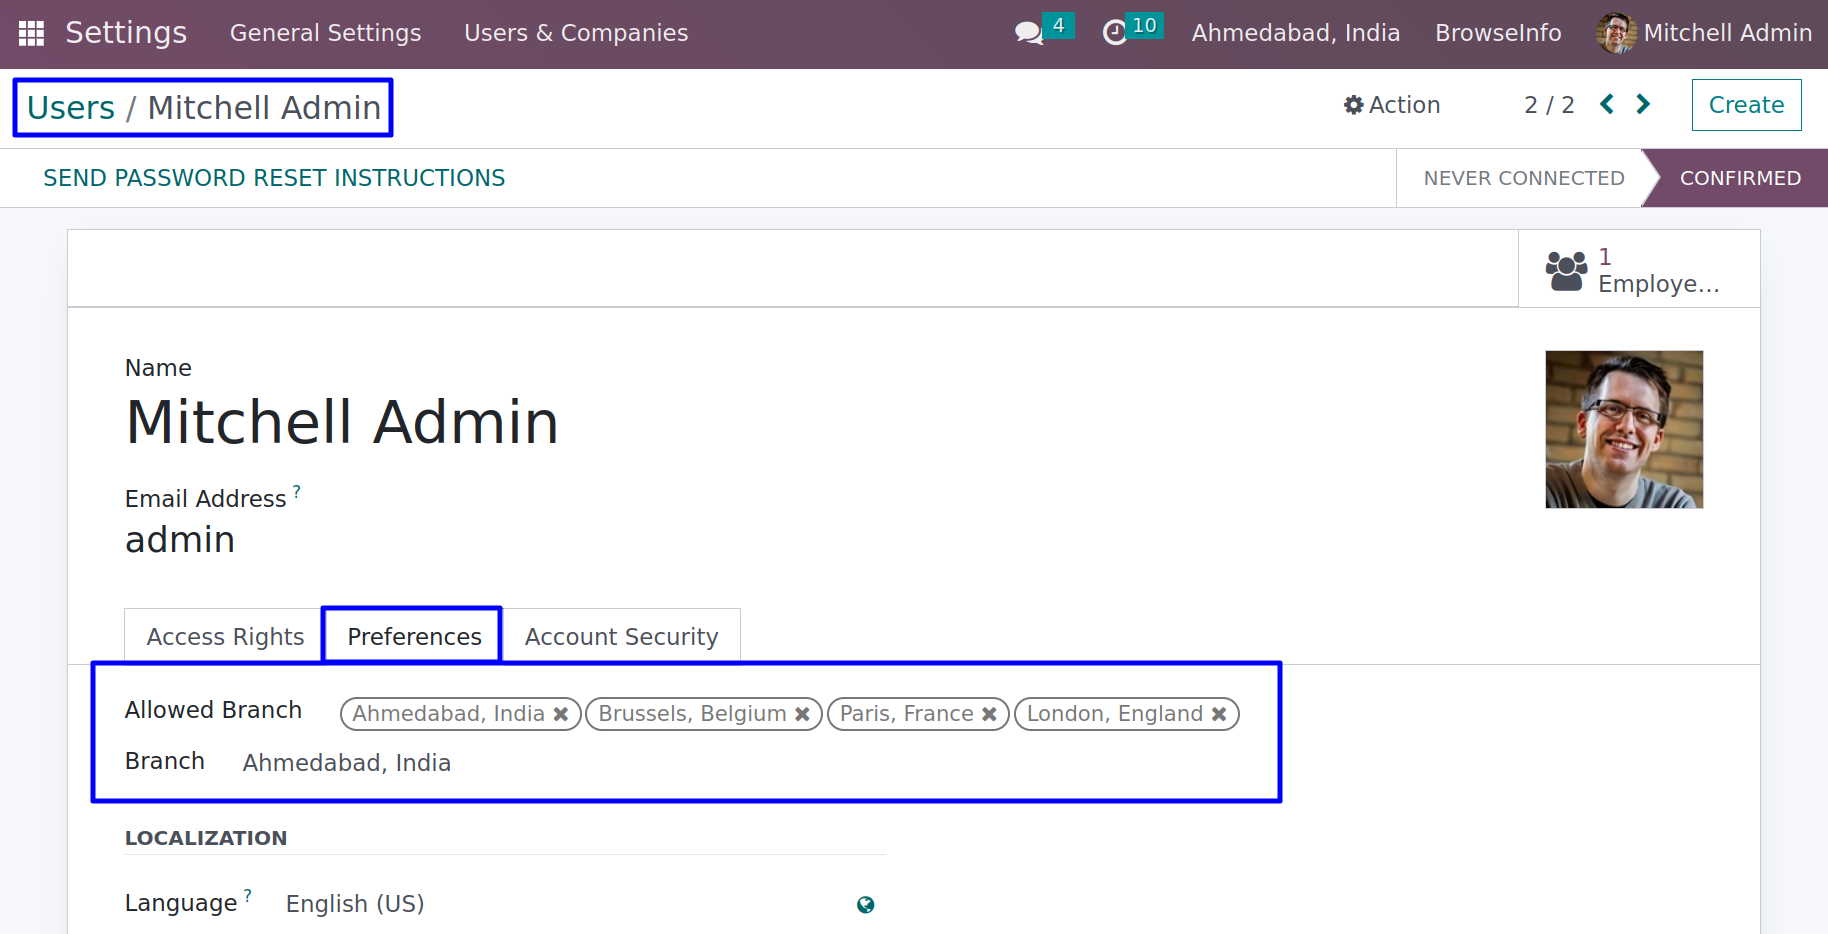 Settings General Settings Users & Companies 4 10 Ahmedabad, India BrowseInfo Mitchell Admin
Users / Mitchell Admin Action 2 / 2 Create
SEND PASSWORD RESET INSTRUCTIONS NEVER CONNECTED CONFIRMED
1
Employe...
Name
Mitchell Admin
Email Address ?
admin
Access Rights Preferences Account Security
Allowed Branch Ahmedabad, India Brussels, Belgium Paris, France London, England
Branch Ahmedabad, India
LOCALIZATION
Language ? English (US)